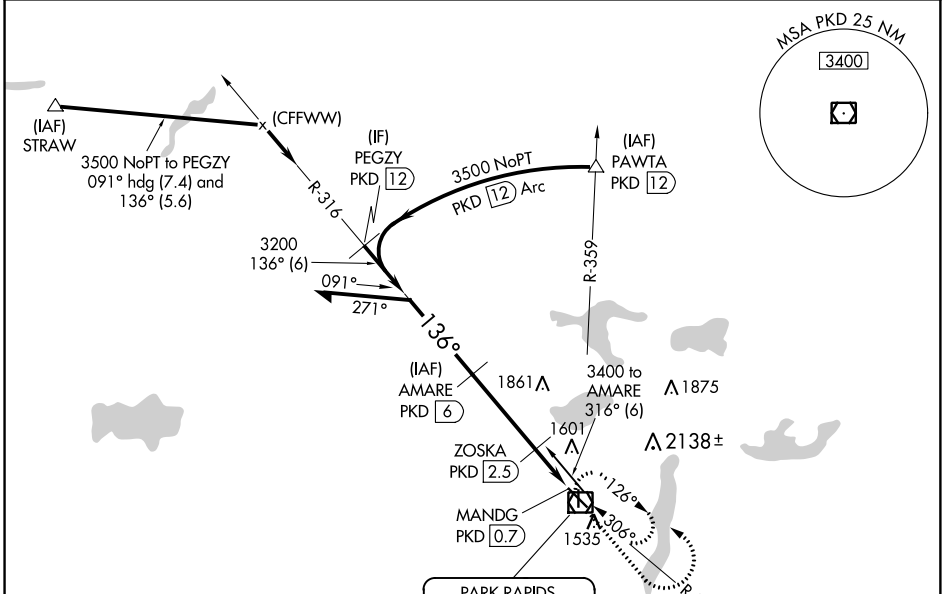 MSA PKD 25 NM
3400
(IAF)
STRAW
(CFFWW)
3500 NoPT to PEGZY
091° hdg (7.4) and
136° (5.6)
(IF)
PEGZY
PKD 12
3500 NoPT
PKD 12 Arc
(IAF)
PAWTA
PKD 12
R-316
R-359
3200
136° (6)
091°
271°
136°
(IAF)
AMARE
PKD 6
1861
3400 to
AMARE
316° (6)
1875
1601
2138±
ZOSKA
PKD 2.5
126°
MANDG
PKD 0.7
306°
1535
PARK RAPIDS